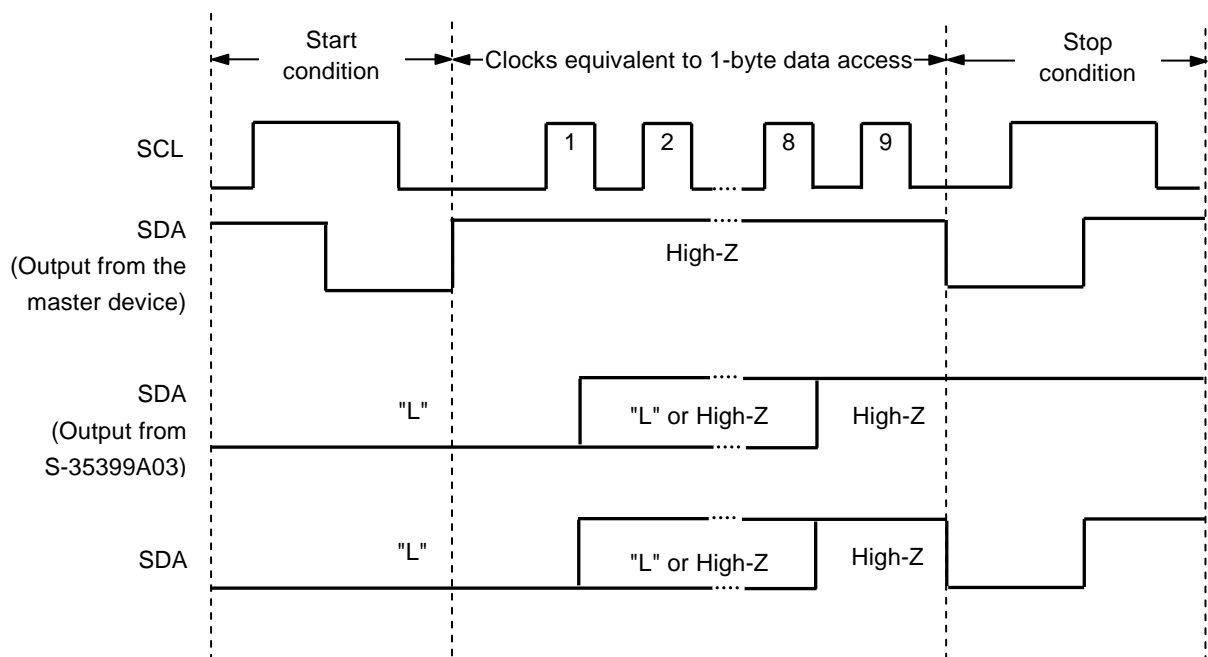 Start
condition
Clocks equivalent to 1-byte data access
Stop
condition
SCL
1
2
8
9
SDA
(Output from the
master device)
High-Z
SDA
(Output from
S-35399A03)
"L"
"L" or High-Z
High-Z
SDA
"L"
"L" or High-Z
High-Z